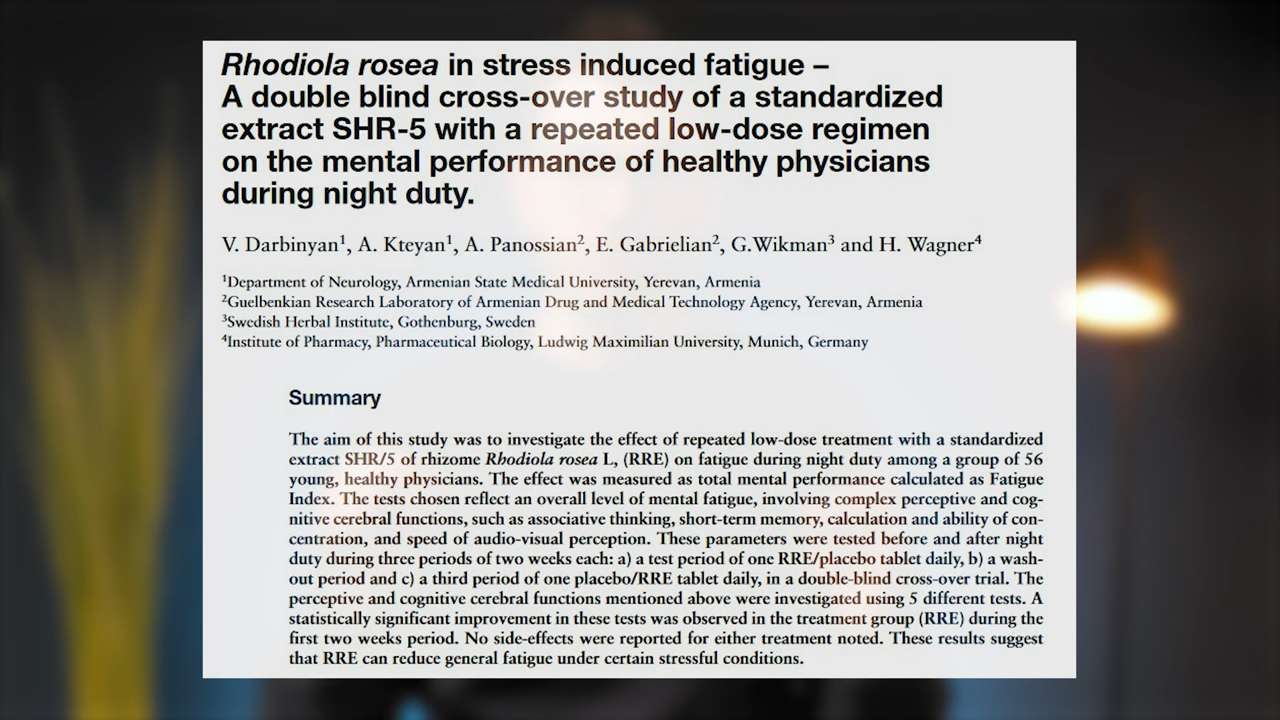 Rhodiola rosea in stress induced fatigue –
A double blind cross-over study of a standardized
extract SHR-5 with a repeated low-dose regimen
on the mental performance of healthy physicians
during night duty.
V. Darbinyan¹, A. Kteyan¹, A. Panossian², E. Gabrielian², G.Wikman³ and H. Wagner⁴
¹Department of Neurology, Armenian State Medical University, Yerevan, Armenia
²Guelbenkian Research Laboratory of Armenian Drug and Medical Technology Agency, Yerevan, Armenia
³Swedish Herbal Institute, Gothenburg, Sweden
⁴Institute of Pharmacy, Pharmaceutical Biology, Ludwig Maximilian University, Munich, Germany
Summary
The aim of this study was to investigate the effect of repeated low-dose treatment with a standardized
extract SHR/5 of rhizome Rhodiola rosea L, (RRE) on fatigue during night duty among a group of 56
young, healthy physicians. The effect was measured as total mental performance calculated as Fatigue
Index. The tests chosen reflect an overall level of mental fatigue, involving complex perceptive and cog-
nitive cerebral functions, such as associative thinking, short-term memory, calculation and ability of con-
centration, and speed of audio-visual perception. These parameters were tested before and after night
duty during three periods of two weeks each: a) a test period of one RRE/placebo tablet daily, b) a wash-
out period and c) a third period of one placebo/RRE tablet daily, in a double-blind cross-over trial. The
perceptive and cognitive cerebral functions mentioned above were investigated using 5 different tests. A
statistically significant improvement in these tests was observed in the treatment group (RRE) during the
first two weeks period. No side-effects were reported for either treatment noted. These results suggest
that RRE can reduce general fatigue under certain stressful conditions.